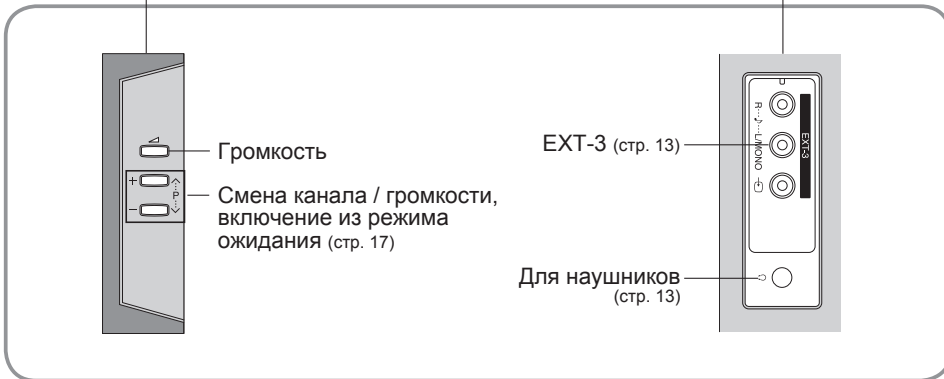 Громкость
+
P
−
Смена канала / громкости,
включение из режима
ожидания (стр. 17)
R
L/MONO
EXT-3
EXT-3 (стр. 13)
Для наушников
(стр. 13)